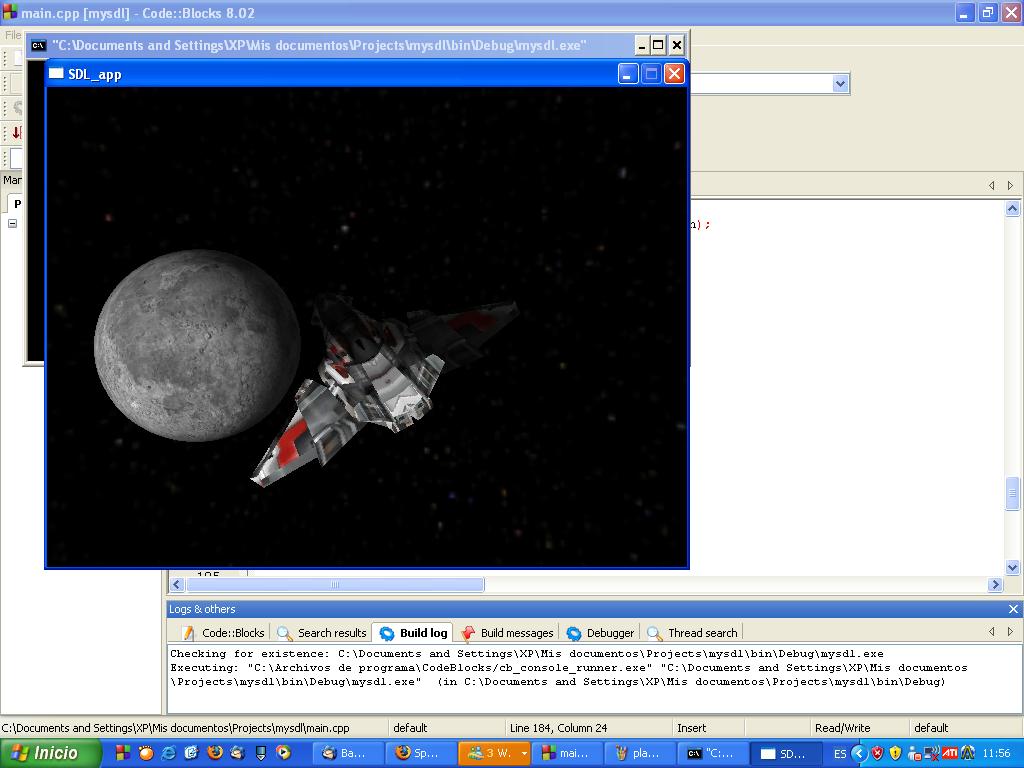 main.cpp [mysdl] - Code::Blocks 8.02
File
"C:\Documents and Settings\XP\Mis documentos\Projects\mysdl\bin\Debug\mysdl.exe"
SDL_app
Mar
P
);
195
Logs & others
Code::Blocks
Search results
Build log
Build messages
Debugger
Thread search
Checking for existence: C:\Documents and Settings\XP\Mis documentos\Projects\mysdl\bin\Debug\mysdl.exe
Executing: "C:\Archivos de programa\CodeBlocks/cb_console_runner.exe" "C:\Documents and Settings\XP\Mis documentos
\Projects\mysdl\bin\Debug\mysdl.exe"  (in C:\Documents and Settings\XP\Mis documentos\Projects\mysdl\bin\Debug)
C:\Documents and Settings\XP\Mis documentos\Projects\mysdl\main.cpp
default
Line 184, Column 24
Insert
Read/Write
default
Inicio
Ba...
Sp...
3 W.
mai...
pla...
"C:...
SD...
ES
ATI
11:56